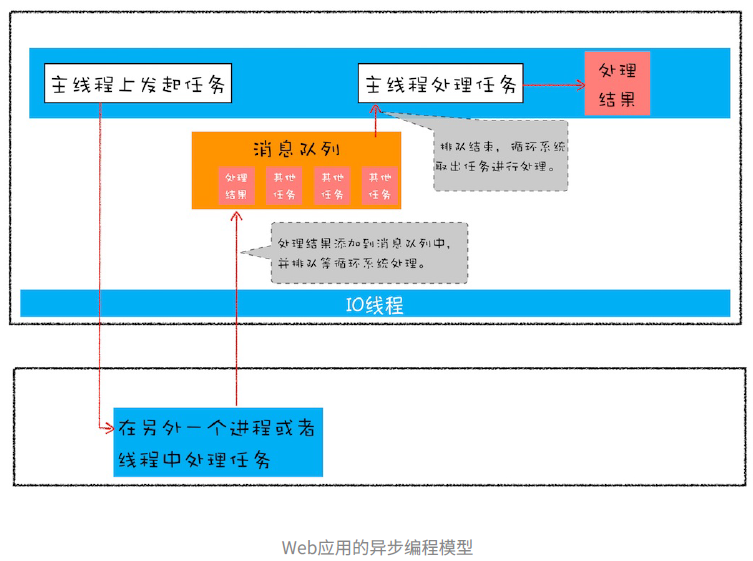 主线程上发起任务
主线程处理任务
处理
结果
消息队列
处理
结果
其他
任务
其他
任务
其他
任务
排队结束，循环系统
取出任务进行处理。
处理结果添加到消息队列中，
并排队等循环系统处理。
IO线程
在另外一个进程或者
线程中处理任务
Web应用的异步编程模型